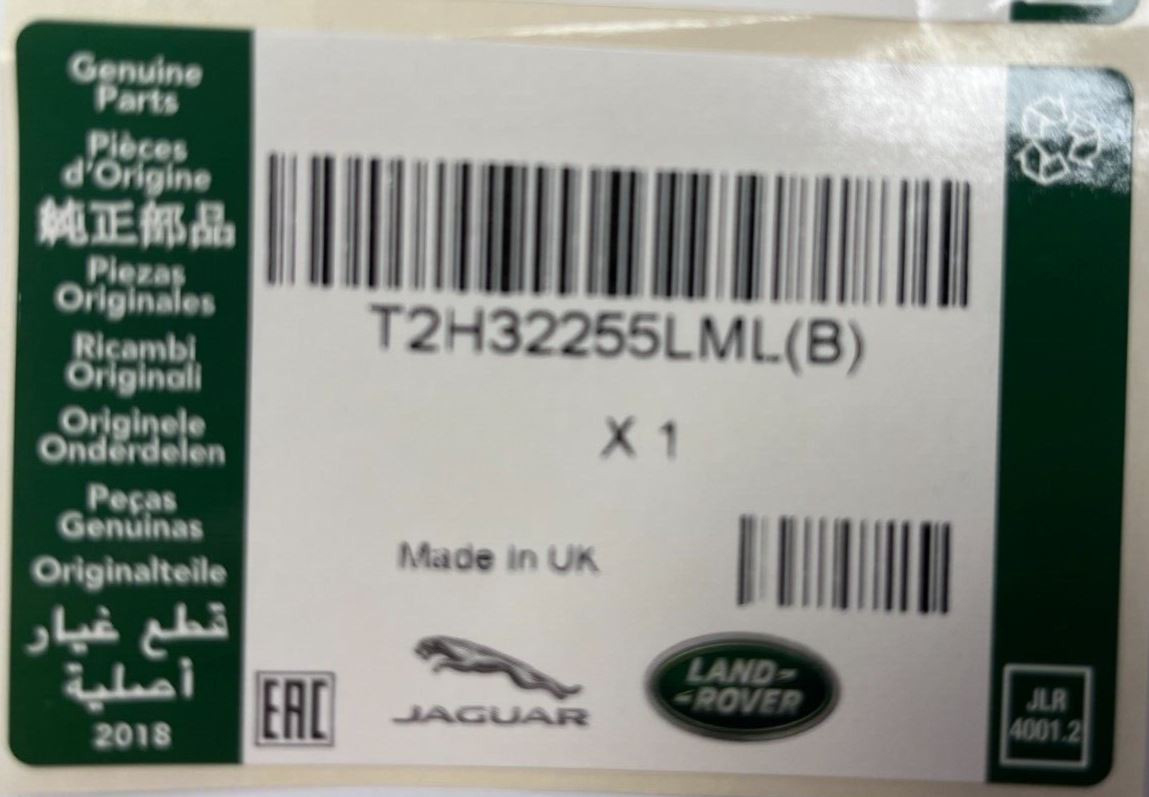 Genuine
Parts
Pièces
d'Origine
純正部品
Piezas
Originales
Ricambi
Originali
Originele
Onderdelen
Peças
Genuínas
Originalteile
قطع غيار
أصلية
2018
T2H32255LML(B)
X 1
Made in UK
EAC
JAGUAR
LAND-
-ROVER
JLR
4001.2